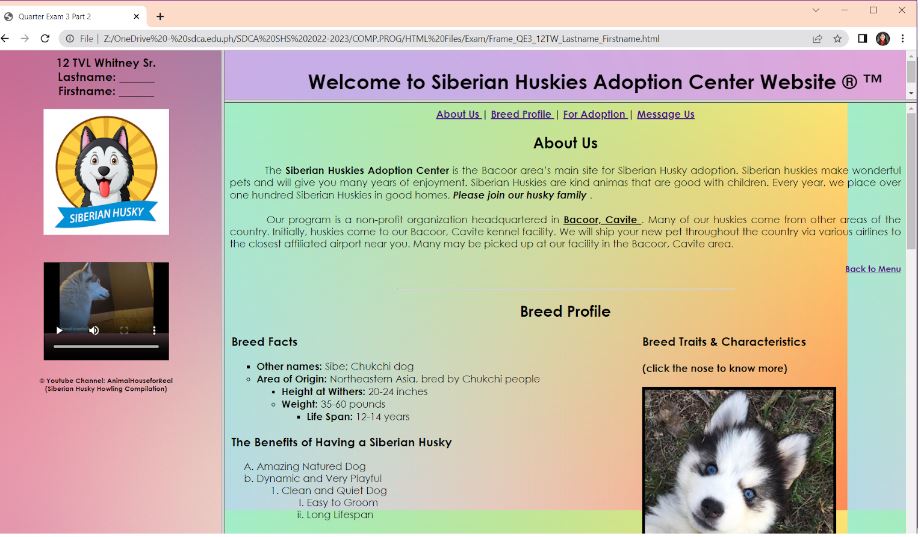 Quarter Exam 3 Part 2
File | Z:/OneDrive%20-%20sdca.edu.ph/SDCA%20SHS%202022-2023/COMP.PROG/HTML%20Files/Exam/Frame_QE3_12TW_Lastname_Firstname.html
12 TVL Whitney Sr.
Lastname: ______
Firstname: ______
SIBERIAN HUSKY
© Youtube Channel: AnimalHouseforReal
(Siberian Husky Howling Compilation)
Welcome to Siberian Huskies Adoption Center Website ® ™
About Us | Breed Profile | For Adoption | Message Us
About Us
The Siberian Huskies Adoption Center is the Bacoor area's main site for Siberian Husky adoption. Siberian huskies make wonderful
pets and will give you many years of enjoyment. Siberian Huskies are kind animas that are good with children. Every year, we place over
one hundred Siberian Huskies in good homes. Please join our husky family .
Our program is a non-profit organization headquartered in Bacoor, Cavite . Many of our huskies come from other areas of the
country. Initially, huskies come to our Bacoor, Cavite kennel facility. We will ship your new pet throughout the country via various airlines to
the closest affiliated airport near you. Many may be picked up at our facility in the Bacoor, Cavite area.
Back to Menu
Breed Profile
Breed Facts
Other names: Sibe; Chukchi dog
Area of Origin: Northeastern Asia, bred by Chukchi people
Height at Withers: 20-24 inches
Weight: 35-60 pounds
Life Span: 12-14 years
The Benefits of Having a Siberian Husky
A. Amazing Natured Dog
b. Dynamic and Very Playful
1. Clean and Quiet Dog
I. Easy to Groom
ii. Long Lifespan
Breed Traits & Characteristics
(click the nose to know more)